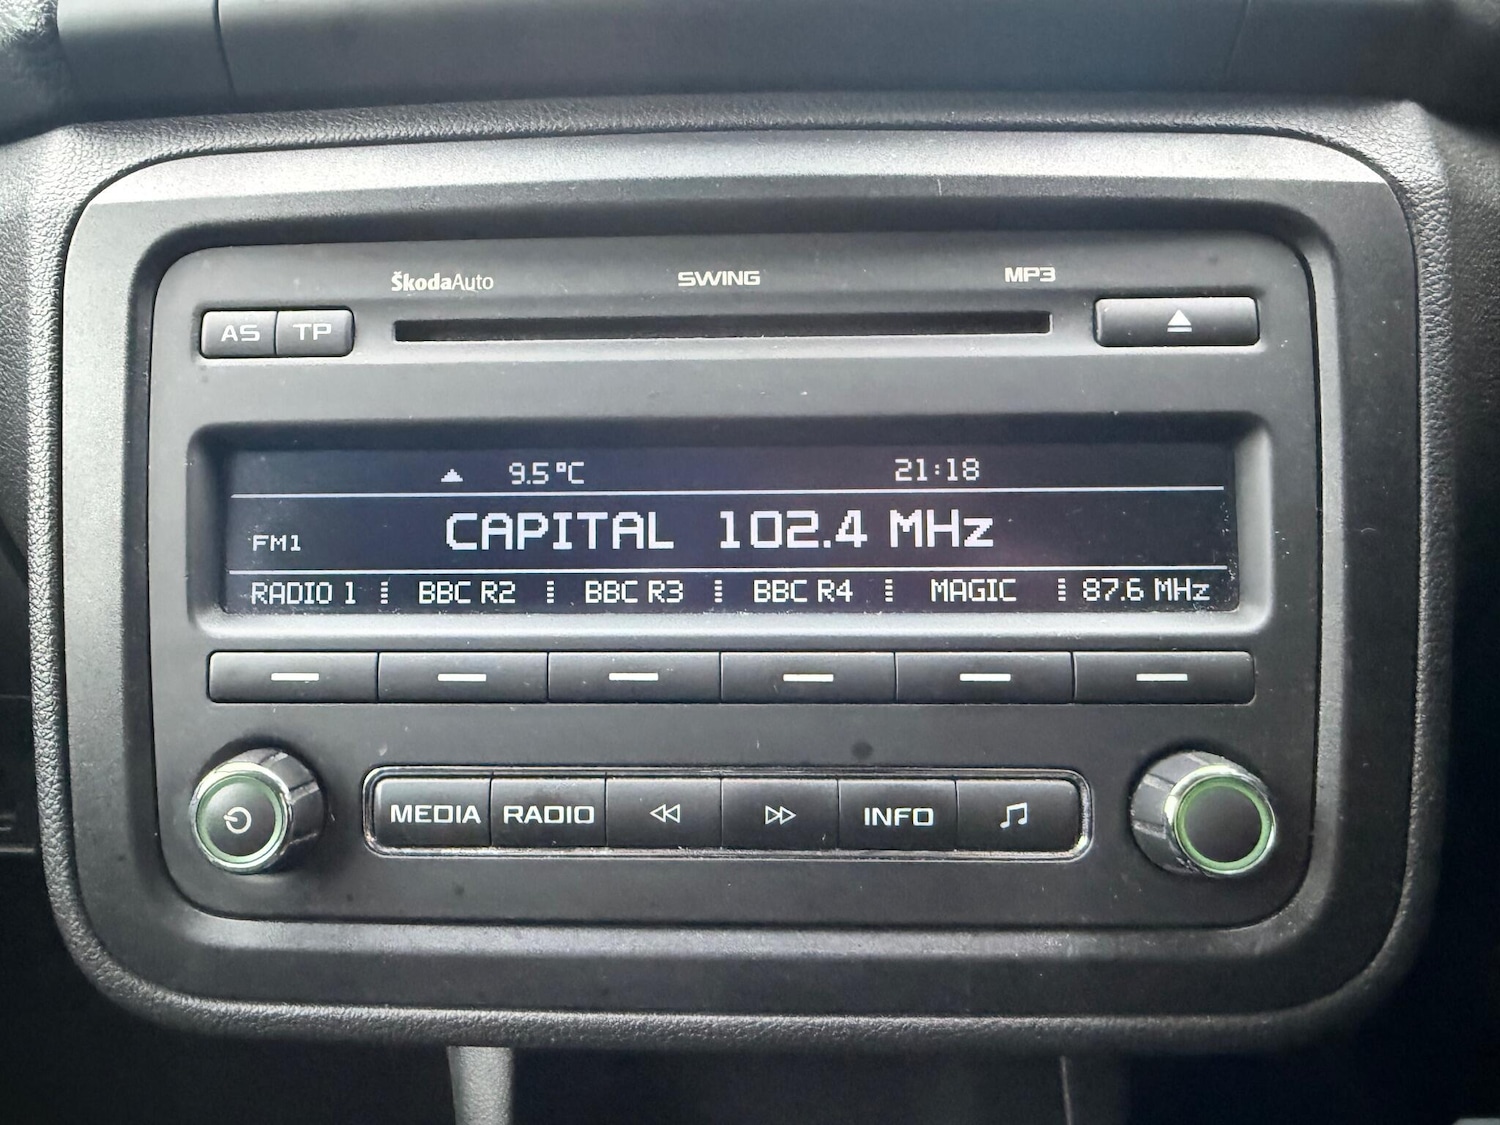 ŠkodaAuto SWING MP3
AS TP
9.5°C 21:18
FM1 CAPITAL 102.4 MHz
RADIO 1 BBC R2 BBC R3 BBC R4 MAGIC 87.6 MHz
MEDIA RADIO INFO